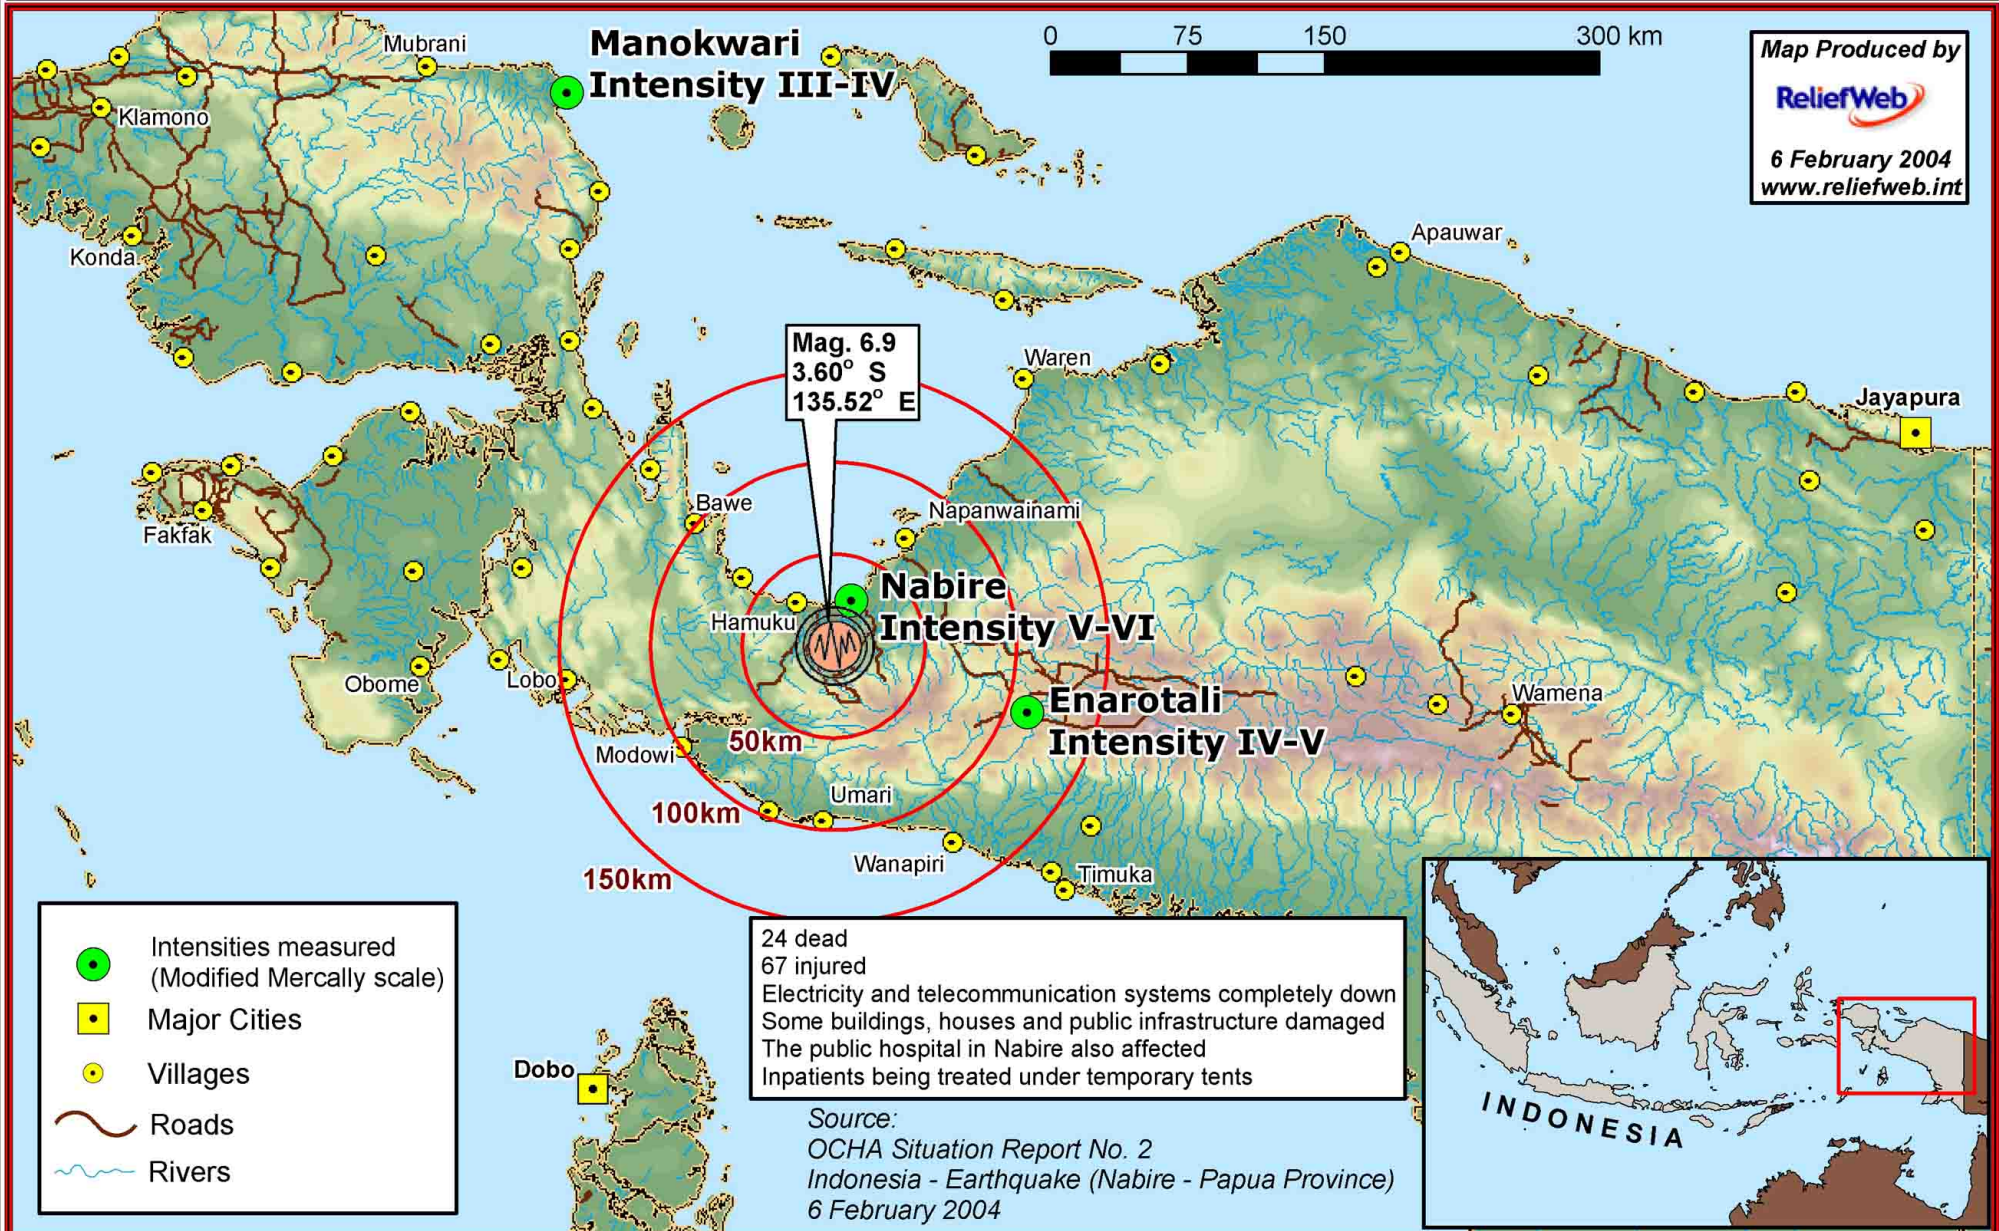 Mubrani
Manokwari
Intensity III-IV
0 75 150 300 km
Map Produced by
ReliefWeb
6 February 2004
www.reliefweb.int
Klamono
Konda
Apauwar
Mag. 6.9
3.60° S
135.52° E
Waren
Jayapura
Bawe
Napanwainami
Fakfak
Nabire
Intensity V-VI
Hamuku
Obome
Lobo
Enarotali
Intensity IV-V
Wamena
50km
Modowi
Umari
100km
Wanapiri
Timuka
150km
24 dead
67 injured
Electricity and telecommunication systems completely down
Some buildings, houses and public infrastructure damaged
The public hospital in Nabire also affected
Inpatients being treated under temporary tents
Intensities measured
(Modified Mercally scale)
Major Cities
Villages
Roads
Rivers
Dobo
Source:
OCHA Situation Report No. 2
Indonesia - Earthquake (Nabire - Papua Province)
6 February 2004
INDONESIA